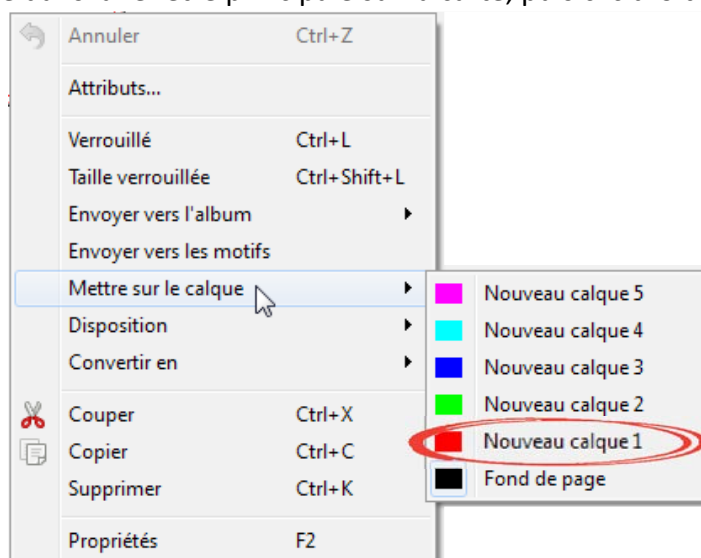 Annuler Ctrl+Z
Attributs...
Verrouillé Ctrl+L
Taille verrouillée Ctrl+Shift+L
Envoyer vers l'album
Envoyer vers les motifs
Mettre sur le calque
Disposition
Convertir en
Couper Ctrl+X
Copier Ctrl+C
Supprimer Ctrl+K
Propriétés F2
Nouveau calque 5
Nouveau calque 4
Nouveau calque 3
Nouveau calque 2
Nouveau calque 1
Fond de page